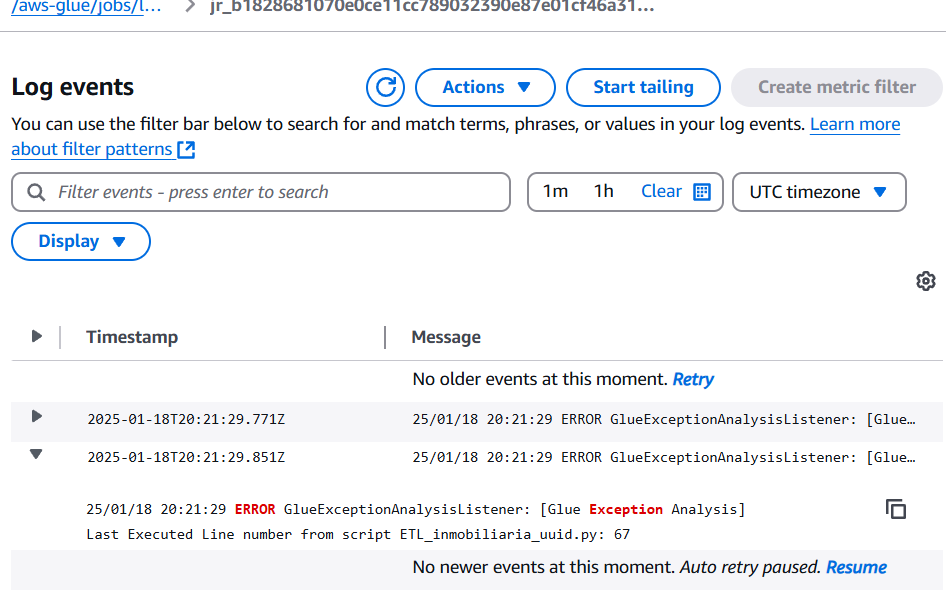 /aws-glue/jobs/l... > jr_b1828681070e0ce11cc789032390e87e01cf46a31...
Log events
Actions
Start tailing
Create metric filter
You can use the filter bar below to search for and match terms, phrases, or values in your log events. Learn more
about filter patterns
Filter events - press enter to search
1m 1h Clear
UTC timezone
Display
Timestamp Message
No older events at this moment. Retry
2025-01-18T20:21:29.771Z 25/01/18 20:21:29 ERROR GlueExceptionAnalysisListener: [Glue…
2025-01-18T20:21:29.851Z 25/01/18 20:21:29 ERROR GlueExceptionAnalysisListener: [Glue…
25/01/18 20:21:29 ERROR GlueExceptionAnalysisListener: [Glue Exception Analysis]
Last Executed Line number from script ETL_inmobiliaria_uuid.py: 67
No newer events at this moment. Auto retry paused. Resume